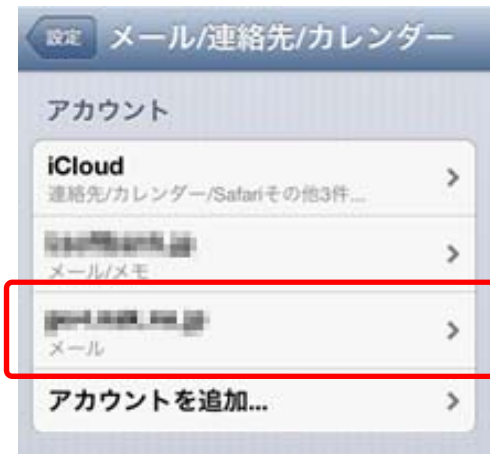 設定
メール/連絡先/カレンダー
アカウント
iCloud
連絡先/カレンダー/Safariその他3件...
メール/メモ
メール
アカウントを追加...